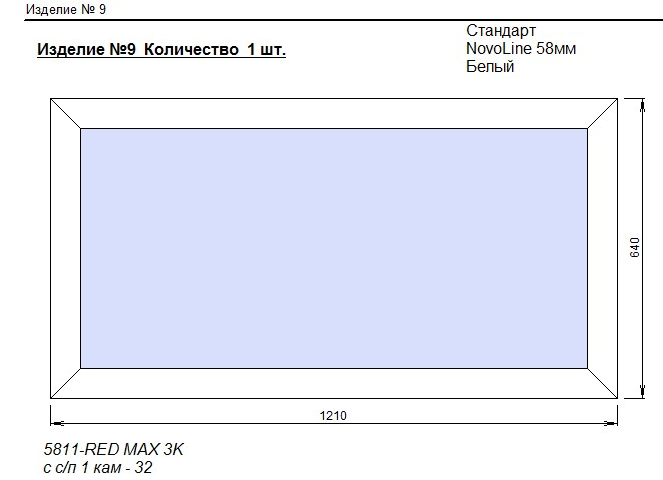 Изделие № 9
Изделие №9 Количество 1 шт.
Стандарт
NovoLine 58мм
Белый
640
1210
5811-RED MAX 3K
с с/п 1 кам - 32